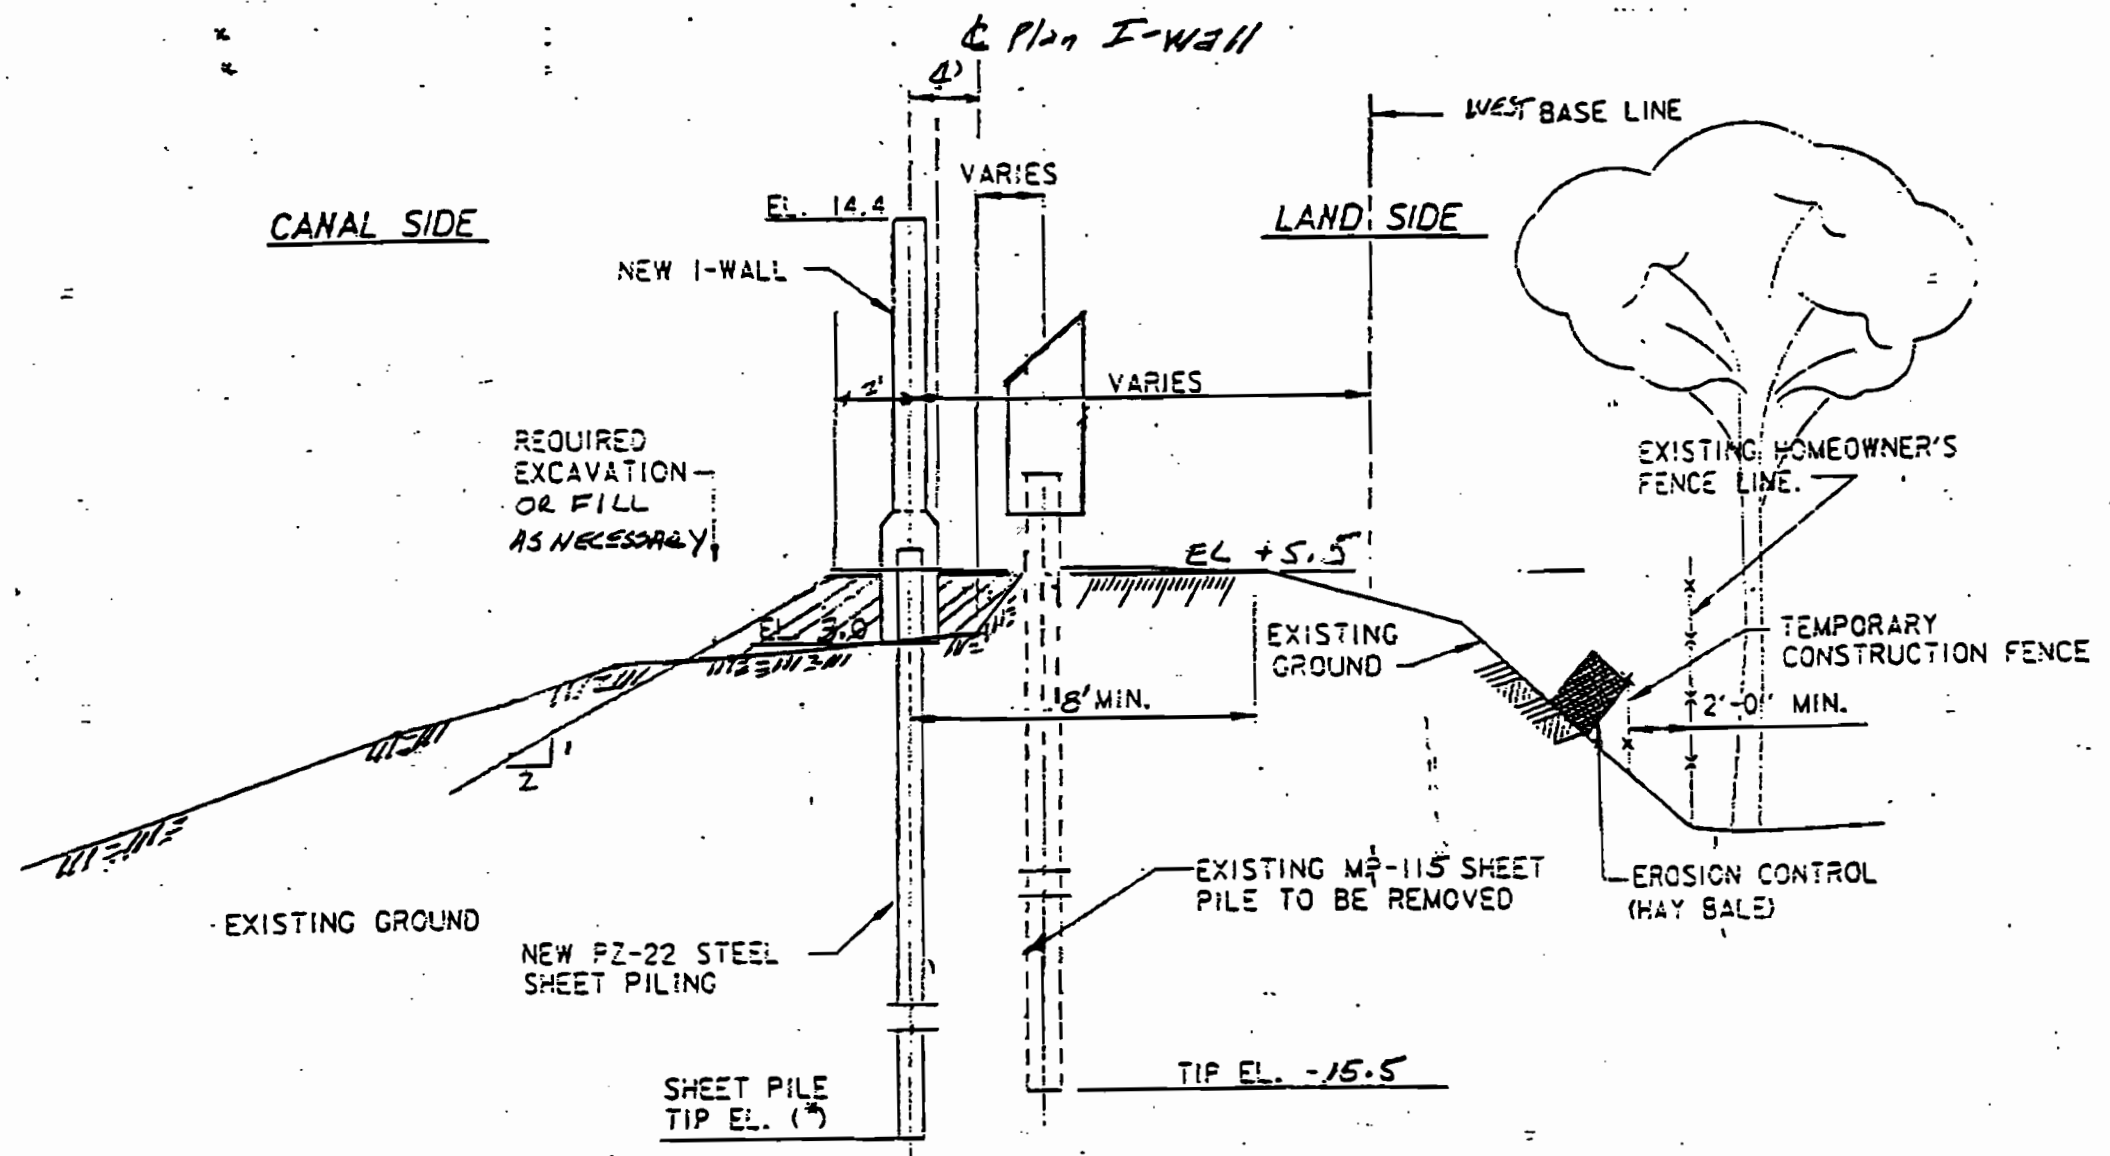 ℄ Plan I-Wall
4'
WEST BASE LINE
VARIES
EL. 14.4
CANAL SIDE
LAND SIDE
NEW I-WALL
2'
VARIES
REQUIRED
EXCAVATION
OR FILL
AS NECESSARY
EXISTING HOMEOWNER'S
FENCE LINE.
EL +5.5
EL 3.0
EXISTING
GROUND
TEMPORARY
CONSTRUCTION FENCE
8' MIN.
2'-0" MIN.
1
2
EXISTING SHEET
PILE TO BE REMOVED
EROSION CONTROL
(HAY BALE)
EXISTING GROUND
NEW PZ-22 STEEL
SHEET PILING
TIP EL. -15.5
SHEET PILE
TIP EL. (*)